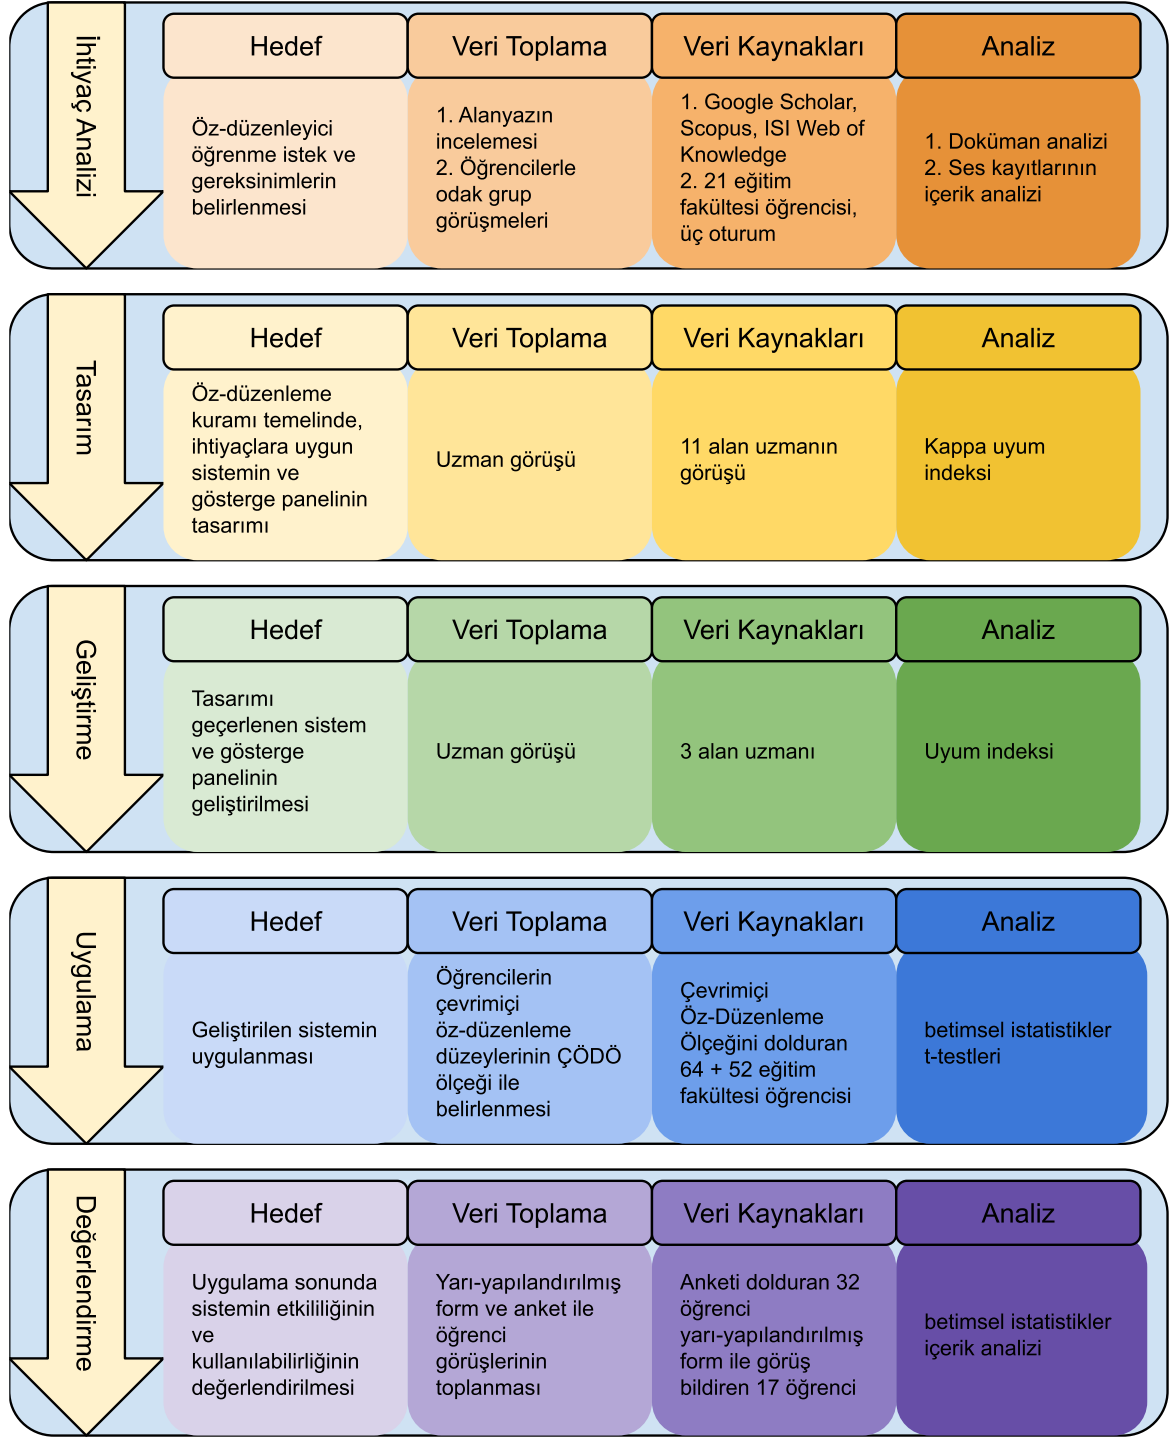 İhtiyaç Analizi
Hedef
Öz-düzenleyici
öğrenme istek ve
gereksinimlerin
belirlenmesi
Veri Toplama
1. Alanyazın
incelemesi
2. Öğrencilerle
odak grup
görüşmeleri
Veri Kaynakları
1. Google Scholar,
Scopus, ISI Web of
Knowledge
2. 21 eğitim
fakültesi öğrencisi,
üç oturum
Analiz
1. Doküman analizi
2. Ses kayıtlarının
içerik analizi
Tasarım
Hedef
Öz-düzenleme
kuramı temelinde,
ihtiyaçlara uygun
sistemin ve
gösterge panelinin
tasarımı
Veri Toplama
Uzman görüşü
Veri Kaynakları
11 alan uzmanın
görüşü
Analiz
Kappa uyum
indeksi
Geliştirme
Hedef
Tasarımı
geçerlenen sistem
ve gösterge
panelinin
geliştirilmesi
Veri Toplama
Uzman görüşü
Veri Kaynakları
3 alan uzmanı
Analiz
Uyum indeksi
Uygulama
Hedef
Geliştirilen sistemin
uygulanması
Veri Toplama
Öğrencilerin
çevrimiçi
öz-düzenleme
düzeylerinin ÇÖDÖ
ölçeği ile
belirlenmesi
Veri Kaynakları
Çevrimiçi
Öz-Düzenleme
Ölçeğini dolduran
64 + 52 eğitim
fakültesi öğrencisi
Analiz
betimsel istatistikler
t-testleri
Değerlendirme
Hedef
Uygulama sonunda
sistemin etkililiğinin
ve
kullanılabilirliğinin
değerlendirilmesi
Veri Toplama
Yarı-yapılandırılmış
form ve anket ile
öğrenci
görüşlerinin
toplanması
Veri Kaynakları
Anketi dolduran 32
öğrenci
yarı-yapılandırılmış
form ile görüş
bildiren 17 öğrenci
Analiz
betimsel istatistikler
içerik analizi